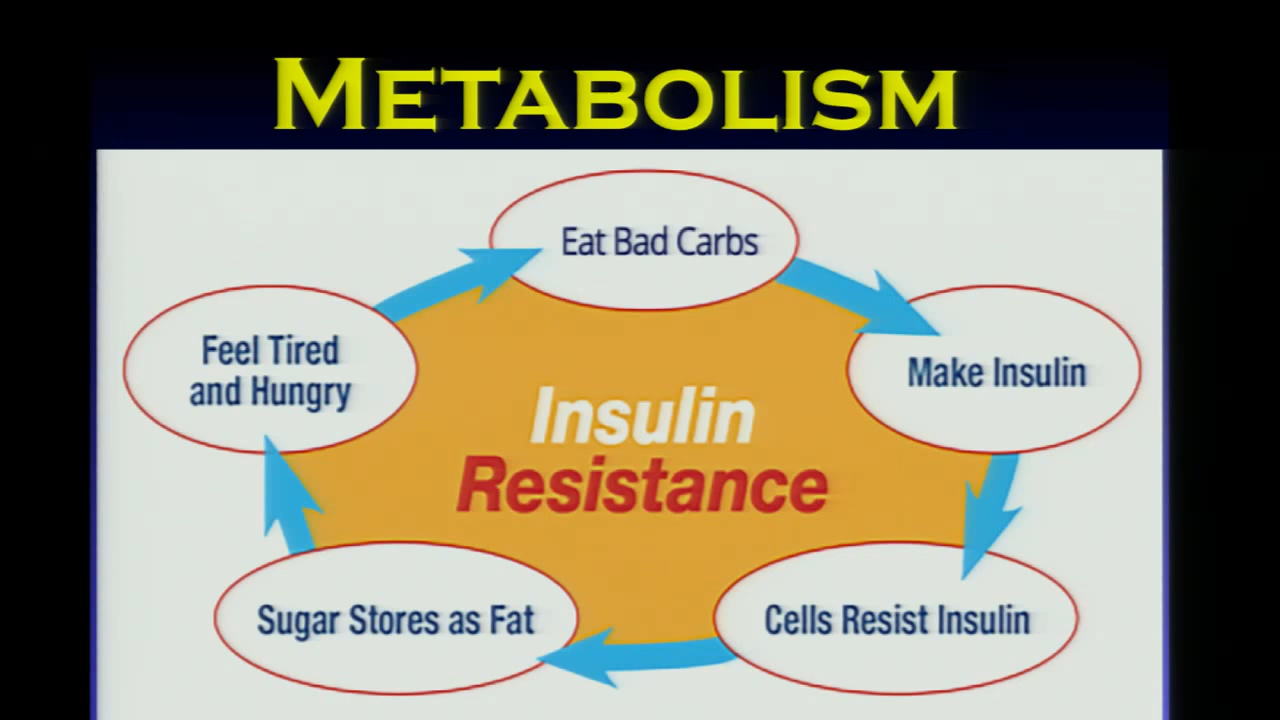 METABOLISM
Eat Bad Carbs
Make Insulin
Cells Resist Insulin
Sugar Stores as Fat
Feel Tired
and Hungry
Insulin
Resistance